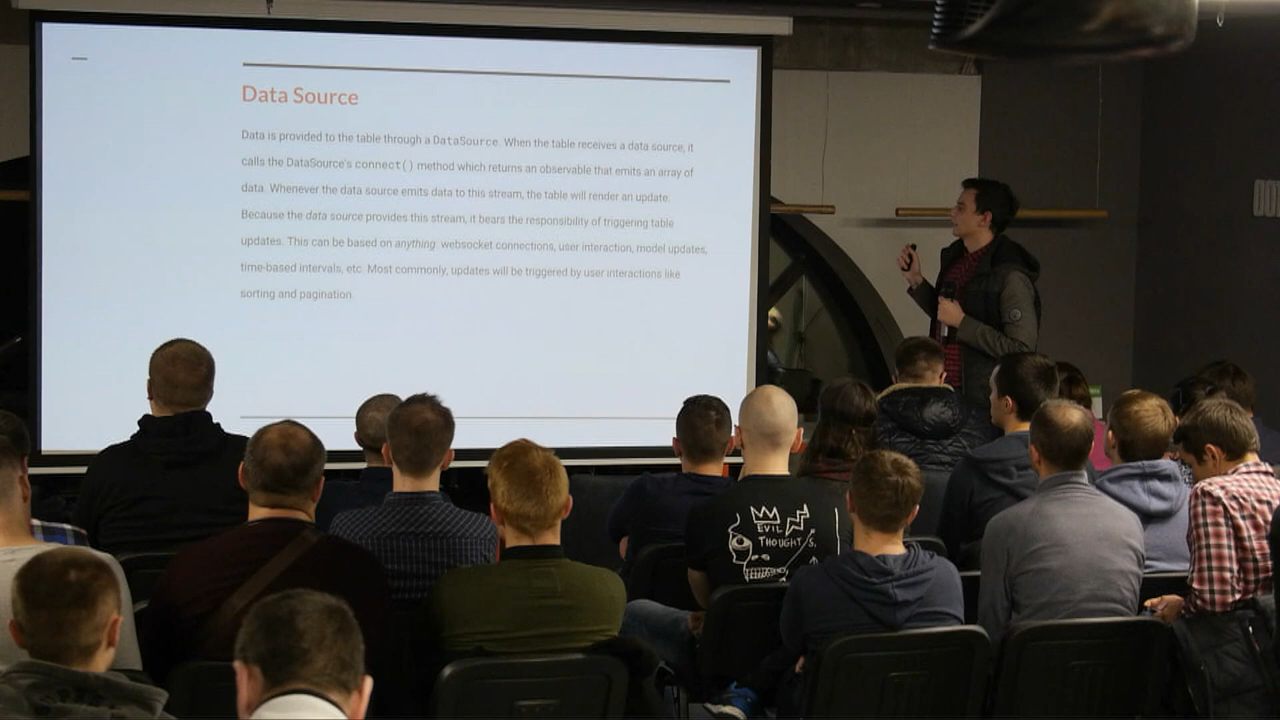 Data Source
Data is provided to the table through a DataSource. When the table receives a data source, it
calls the DataSource's connect() method which returns an observable that emits an array of
data. Whenever the data source emits data to this stream, the table will render an update.
Because the data source provides this stream, it bears the responsibility of triggering table
updates. This can be based on anything: websocket connections, user interaction, model updates,
time-based intervals, etc. Most commonly, updates will be triggered by user interactions like
sorting and pagination.
EVIL
THOUGHTS.